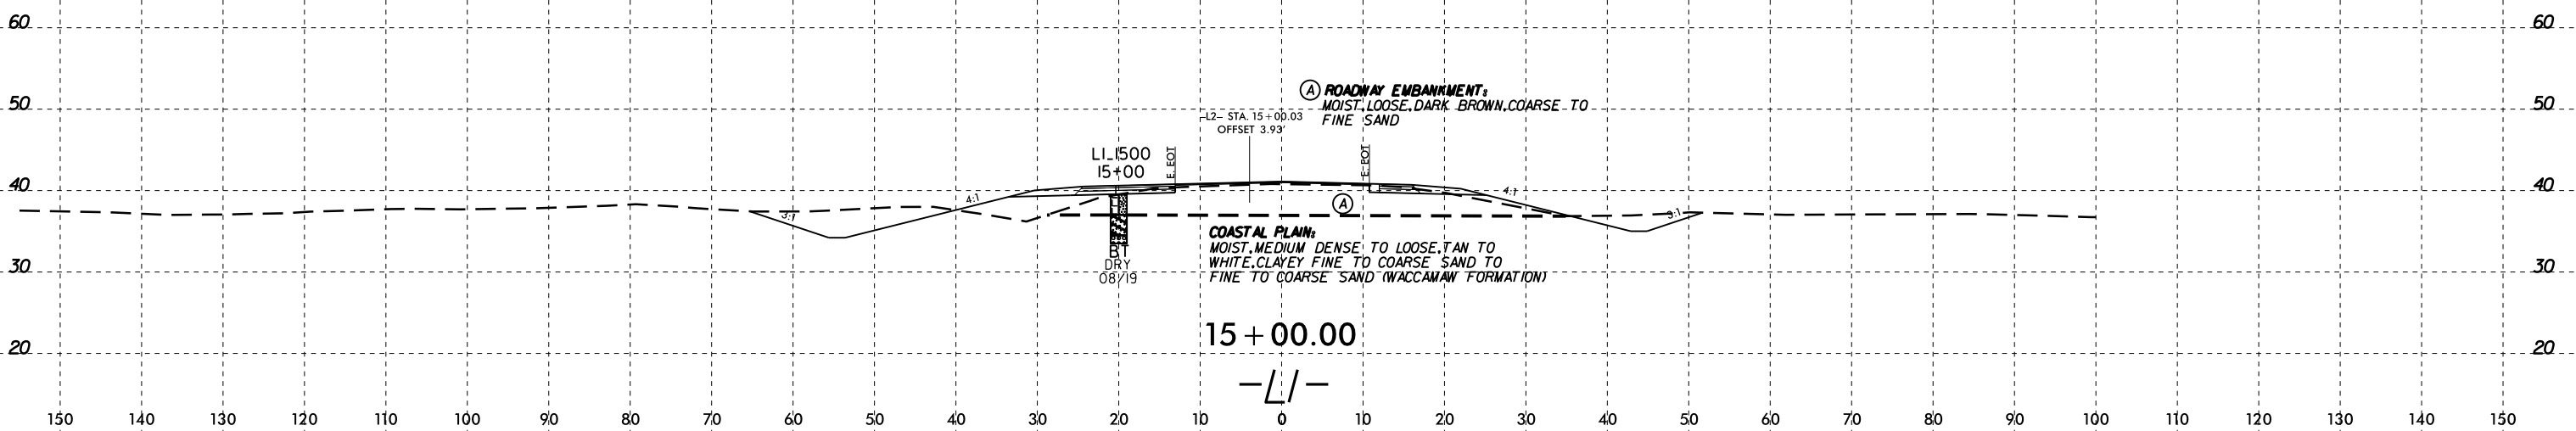 60 60
50 50
40 40
30 30
20 20
Ⓐ ROADWAY EMBANKMENT:
MOIST, LOOSE, DARK BROWN, COARSE TO
FINE SAND
-L2- STA. 15+00.03
OFFSET 3.93'
L1_1500
15+00
E. EOT
E. EOT
4:1
4:1
3:1
3:1
Ⓐ
BT
DRY
08/19
COASTAL PLAIN:
MOIST, MEDIUM DENSE TO LOOSE, TAN TO
WHITE, CLAYEY FINE TO COARSE SAND TO
FINE TO COARSE SAND (WACCAMAW FORMATION)
15+00.00
-L1-
150 140 130 120 110 100 90 80 70 60 50 40 30 20 10 0 10 20 30 40 50 60 70 80 90 100 110 120 130 140 150